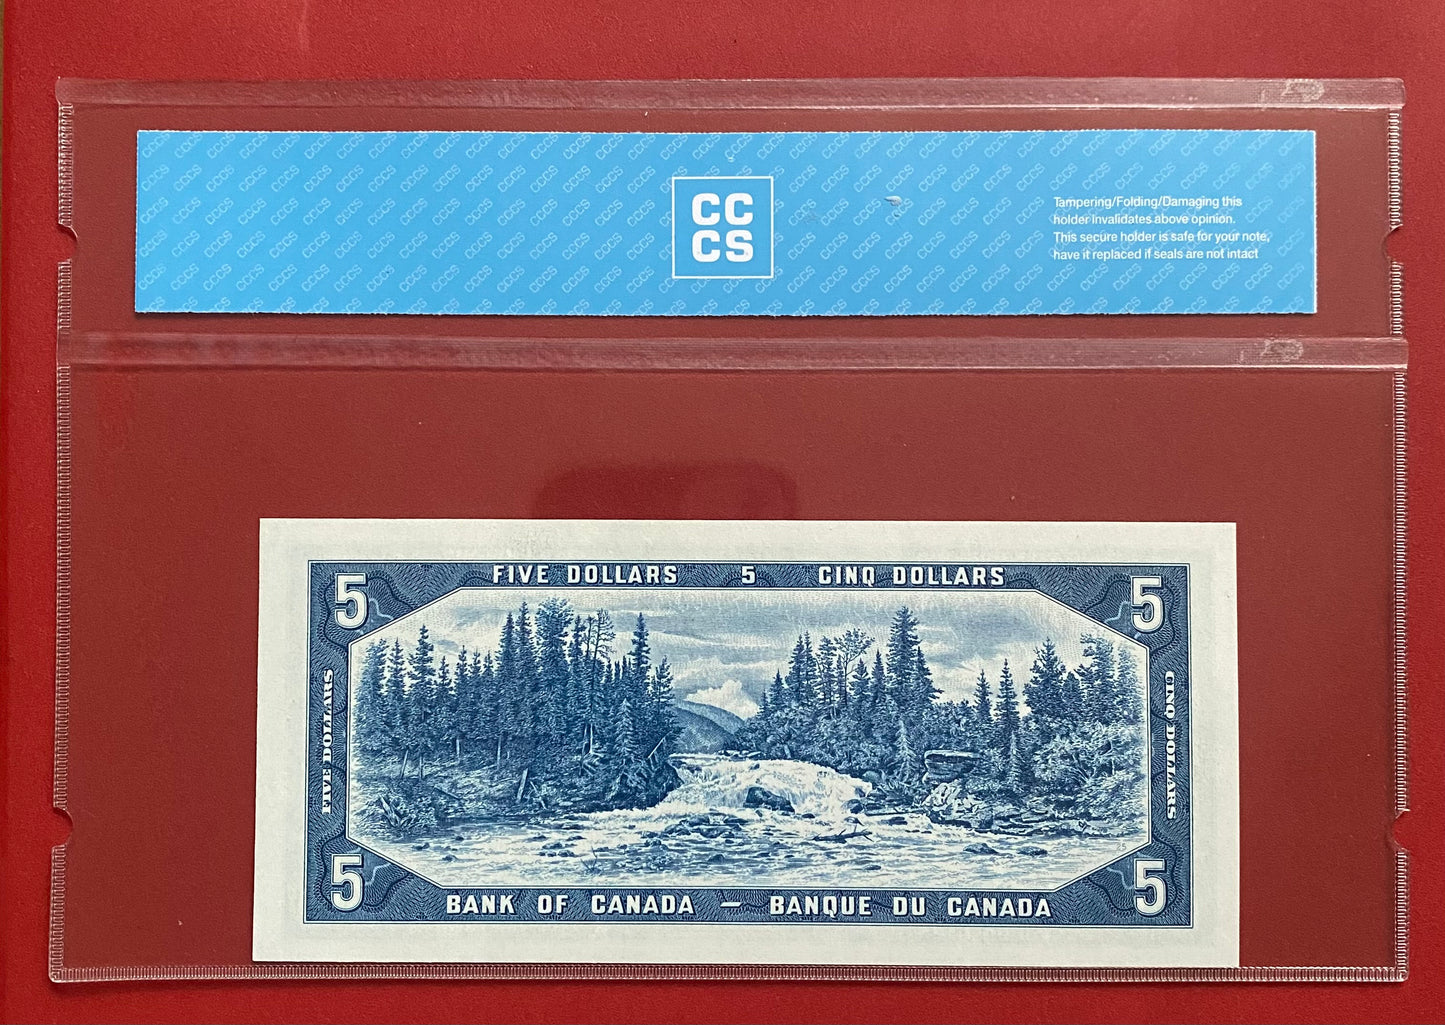 CC
CS
Tampering/Folding/Damaging this
holder invalidates above opinion.
This secure holder is safe for your note,
have it replaced if seals are not intact
FIVE DOLLARS 5 CINQ DOLLARS
5 5
FIVE DOLLARS
CINQ DOLLARS
5 5
BANK OF CANADA — BANQUE DU CANADA